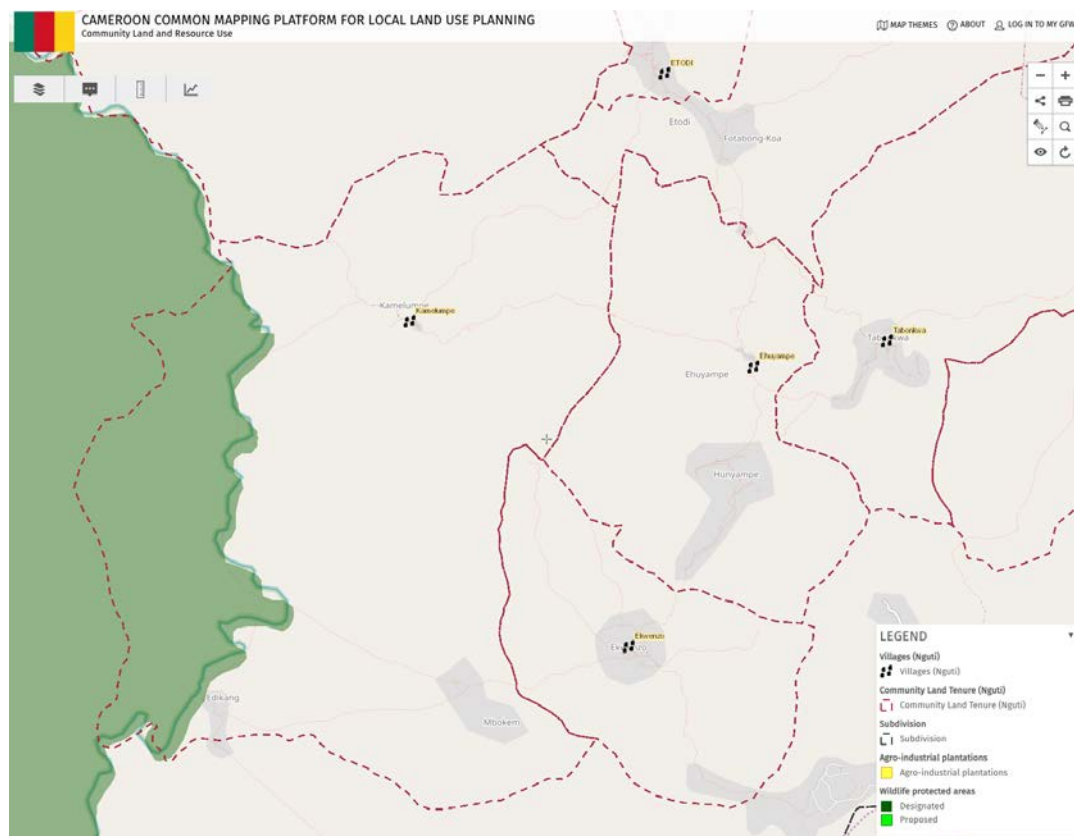 CAMEROON COMMON MAPPING PLATFORM FOR LOCAL LAND USE PLANNING
Community Land and Resource Use
MAP THEMES
ABOUT
LOG IN TO MY GFW
ETODI
Etodi
Fotabong-Koa
Kamelumpe
Kamelumpe
Tabenkwa
Ehuyampe
Ehuyampe
Hunyampe
Ekwenzo
Edikang
Mbokem
LEGEND
Villages (Nguti)
Villages (Nguti)
Community Land Tenure (Nguti)
Community Land Tenure (Nguti)
Subdivision
Subdivision
Agro-industrial plantations
Agro-industrial plantations
Wildlife protected areas
Designated
Proposed